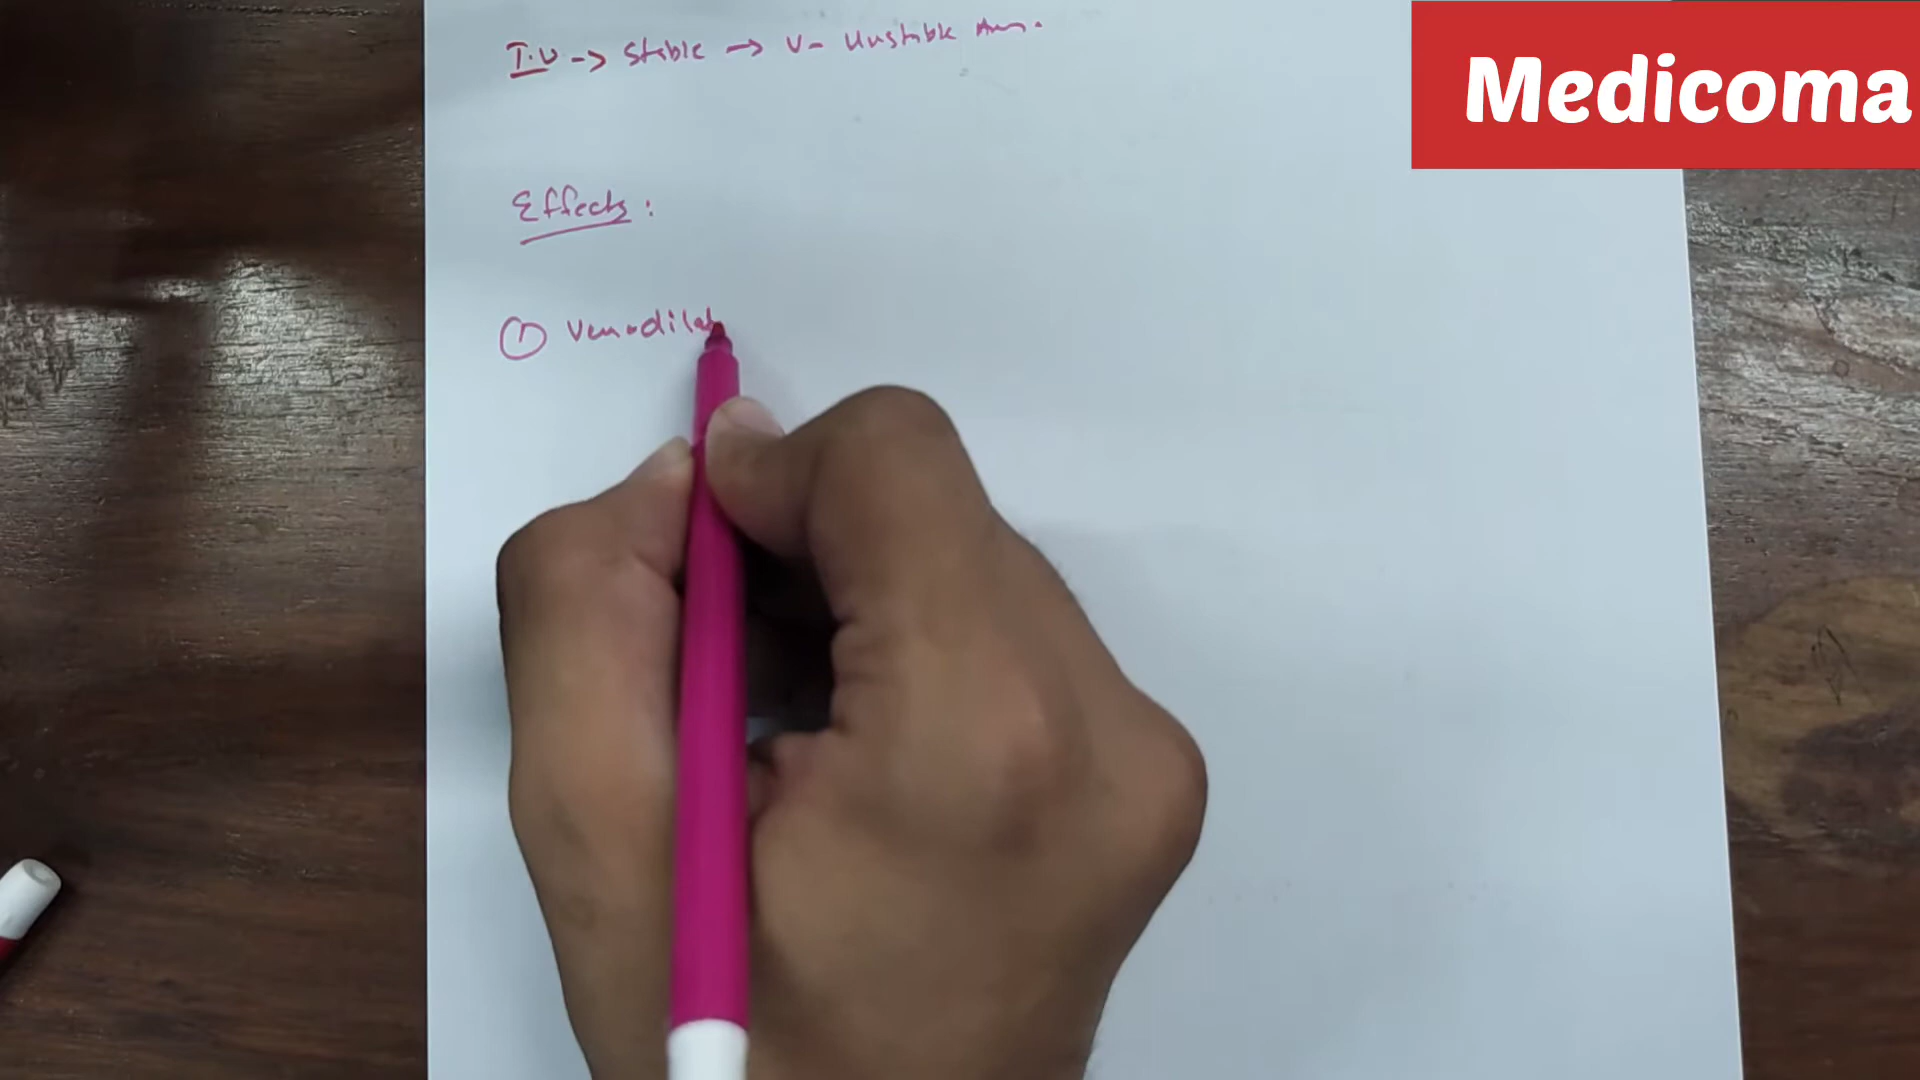 I.V -> Stable -> V- Unstable
Medicoma
Effects:
① Venodilat